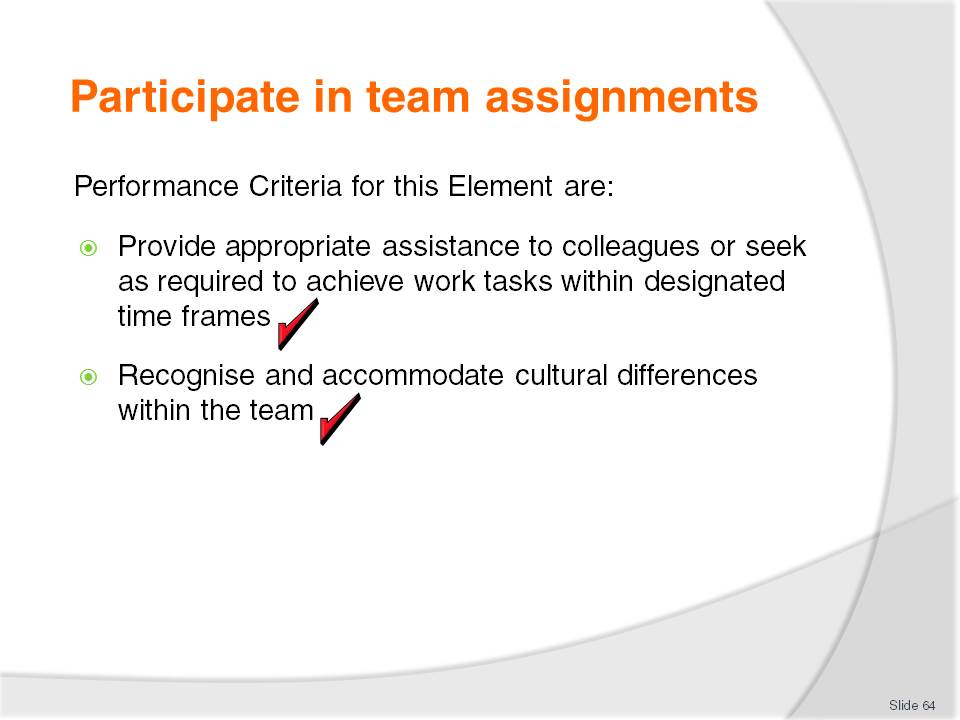 Participate in team assignments
Performance Criteria for this Element are:
Provide appropriate assistance to colleagues or seek
as required to achieve work tasks within designated
time frames
Recognise and accommodate cultural differences
within the team
Slide 64